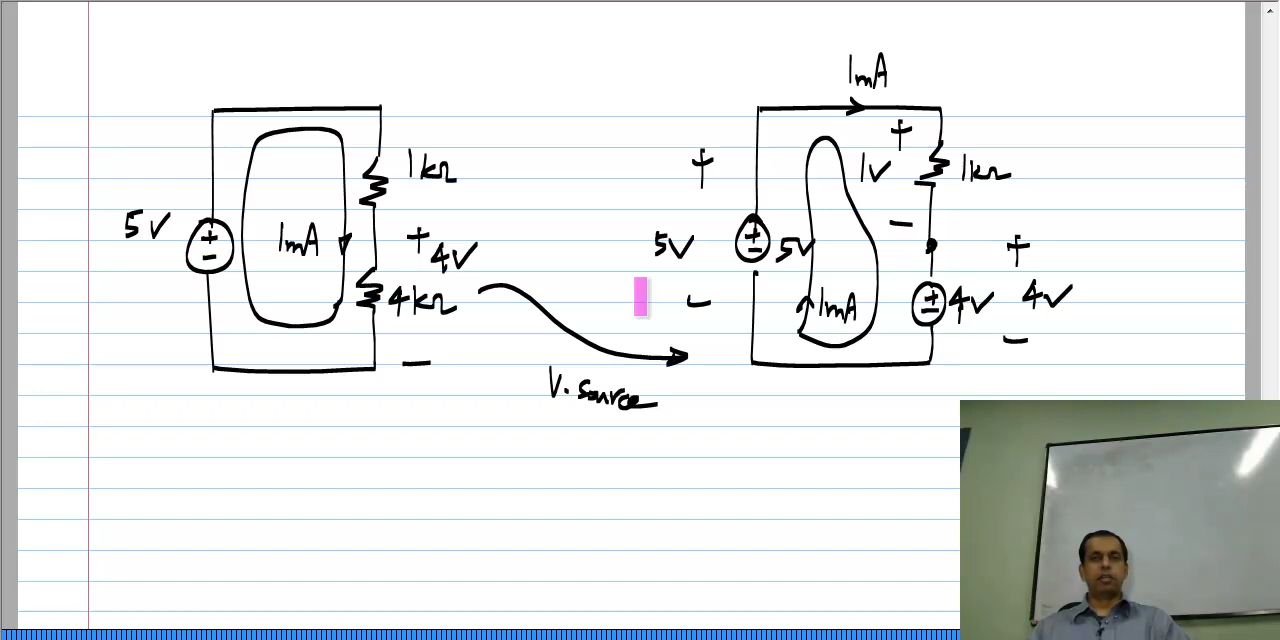 1mA
1kΩ
5V
1mA
+
4V
4kΩ
−
V. source
+
5V
−
+
1V
−
1kΩ
5V
1mA
+
4V
4V
−